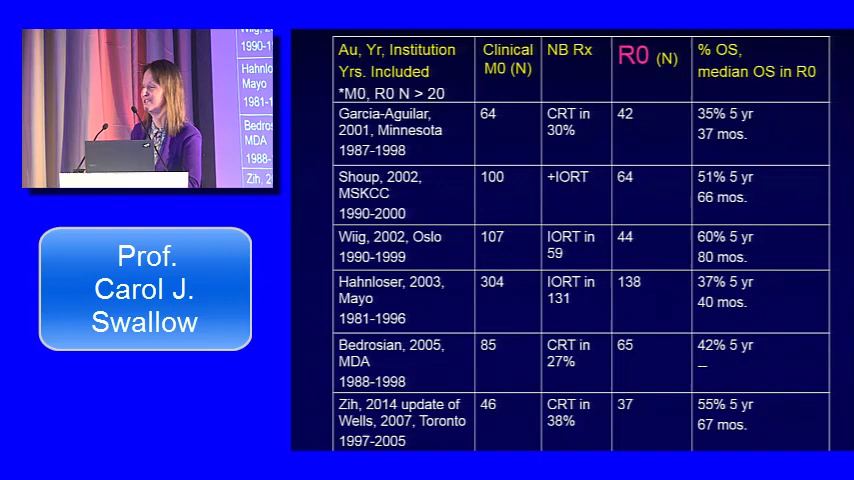 Wiig,
1990-
Hahnlo
Mayo
1981-1
Bedros
MDA
1988-
Zih, 2
Prof.
Carol J.
Swallow
Au, Yr, Institution
Yrs. Included
*M0, R0 N > 20
Clinical
M0 (N)
NB Rx
R0 (N)
% OS,
median OS in R0
Garcia-Aguilar,
2001, Minnesota
1987-1998
64
CRT in
30%
42
35% 5 yr
37 mos.
Shoup, 2002,
MSKCC
1990-2000
100
+IORT
64
51% 5 yr
66 mos.
Wiig, 2002, Oslo
1990-1999
107
IORT in
59
44
60% 5 yr
80 mos.
Hahnloser, 2003,
Mayo
1981-1996
304
IORT in
131
138
37% 5 yr
40 mos.
Bedrosian, 2005,
MDA
1988-1998
85
CRT in
27%
65
42% 5 yr
--
Zih, 2014 update of
Wells, 2007, Toronto
1997-2005
46
CRT in
38%
37
55% 5 yr
67 mos.